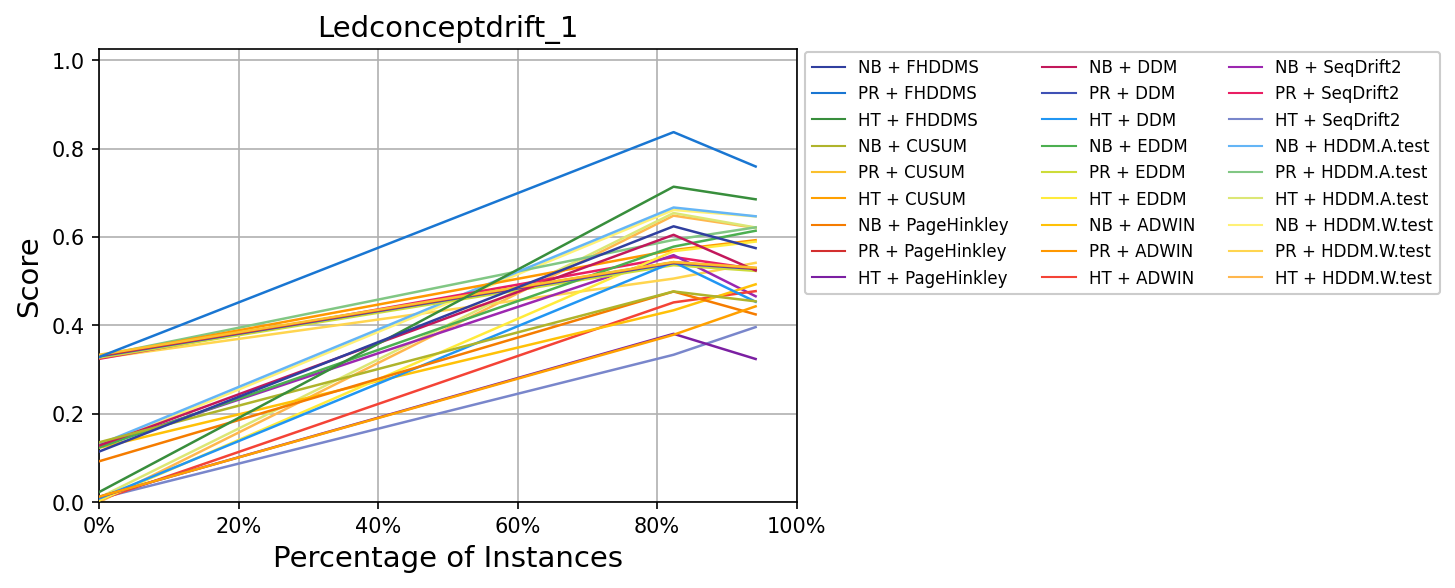 Ledconceptdrift_1
Score
1.0
0.8
0.6
0.4
0.2
0.0
0%
20%
40%
60%
80%
100%
Percentage of Instances
NB + FHDDMS
PR + FHDDMS
HT + FHDDMS
NB + CUSUM
PR + CUSUM
HT + CUSUM
NB + PageHinkley
PR + PageHinkley
HT + PageHinkley
NB + DDM
PR + DDM
HT + DDM
NB + EDDM
PR + EDDM
HT + EDDM
NB + ADWIN
PR + ADWIN
HT + ADWIN
NB + SeqDrift2
PR + SeqDrift2
HT + SeqDrift2
NB + HDDM.A.test
PR + HDDM.A.test
HT + HDDM.A.test
NB + HDDM.W.test
PR + HDDM.W.test
HT + HDDM.W.test